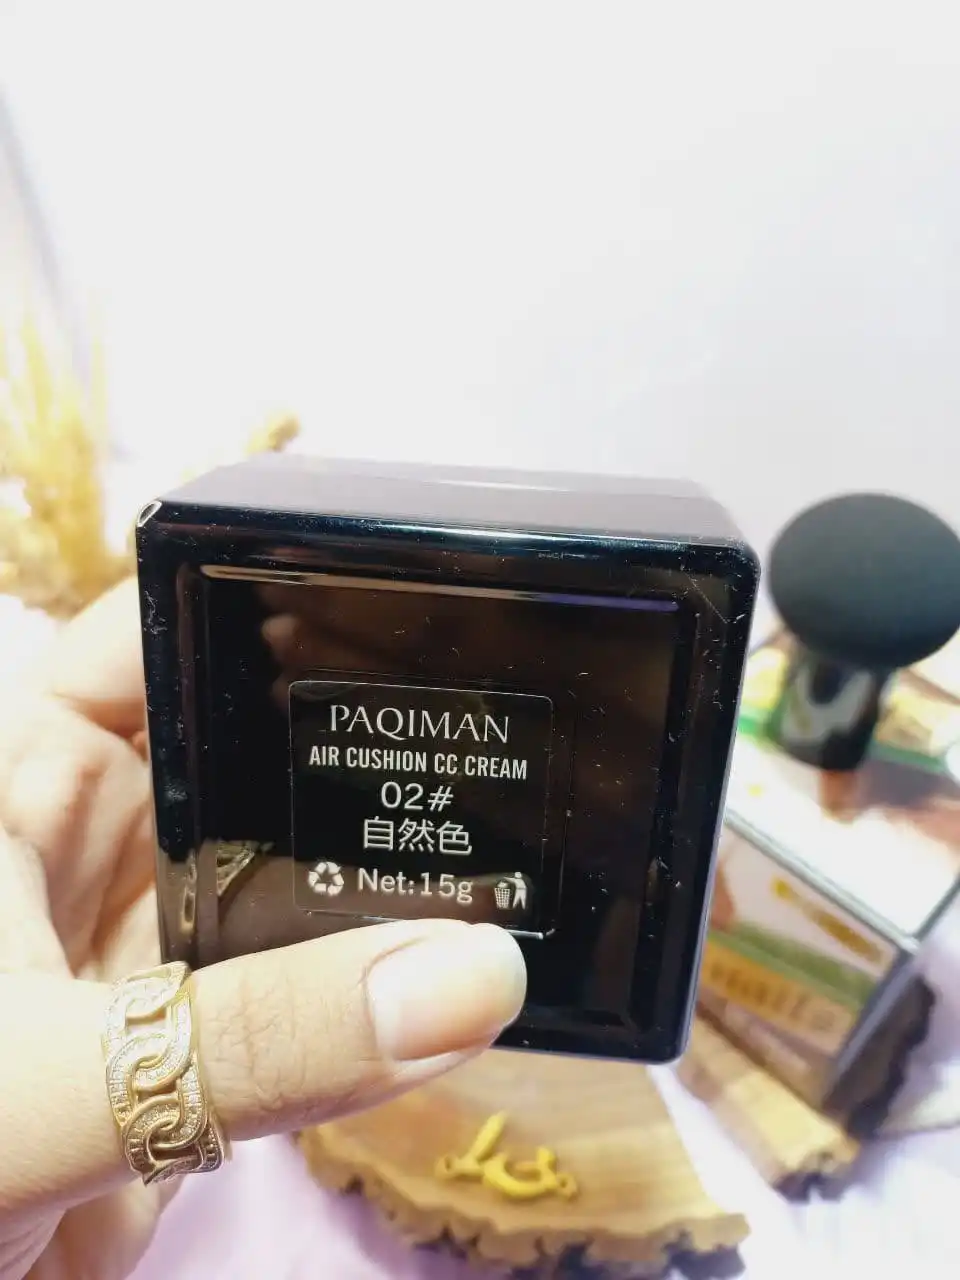 PAQIMAN
AIR CUSHION CC CREAM
02#
自然色
Net:15g